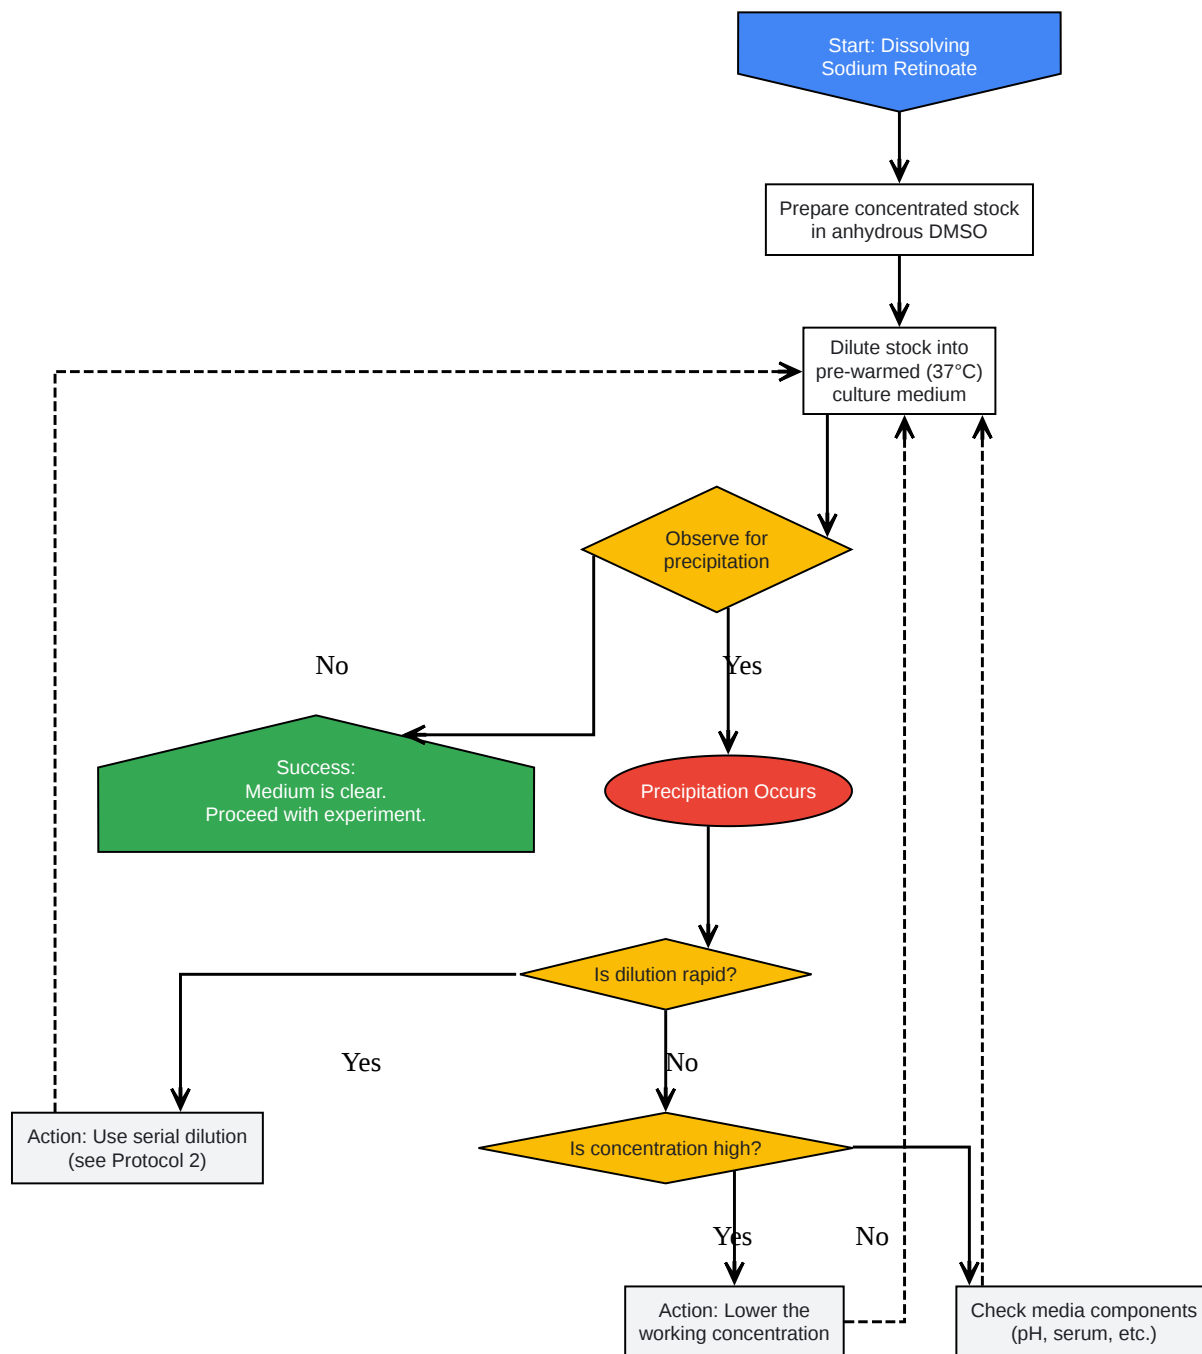 Start: Dissolving
Sodium Retinoate
Prepare concentrated stock
in anhydrous DMSO
Dilute stock into
pre-warmed (37°C)
culture medium
Observe for
precipitation
No
Yes
Success:
Medium is clear.
Proceed with experiment.
Precipitation Occurs
Is dilution rapid?
Yes
No
Action: Use serial dilution
(see Protocol 2)
Is concentration high?
Yes
No
Action: Lower the
working concentration
Check media components
(pH, serum, etc.)